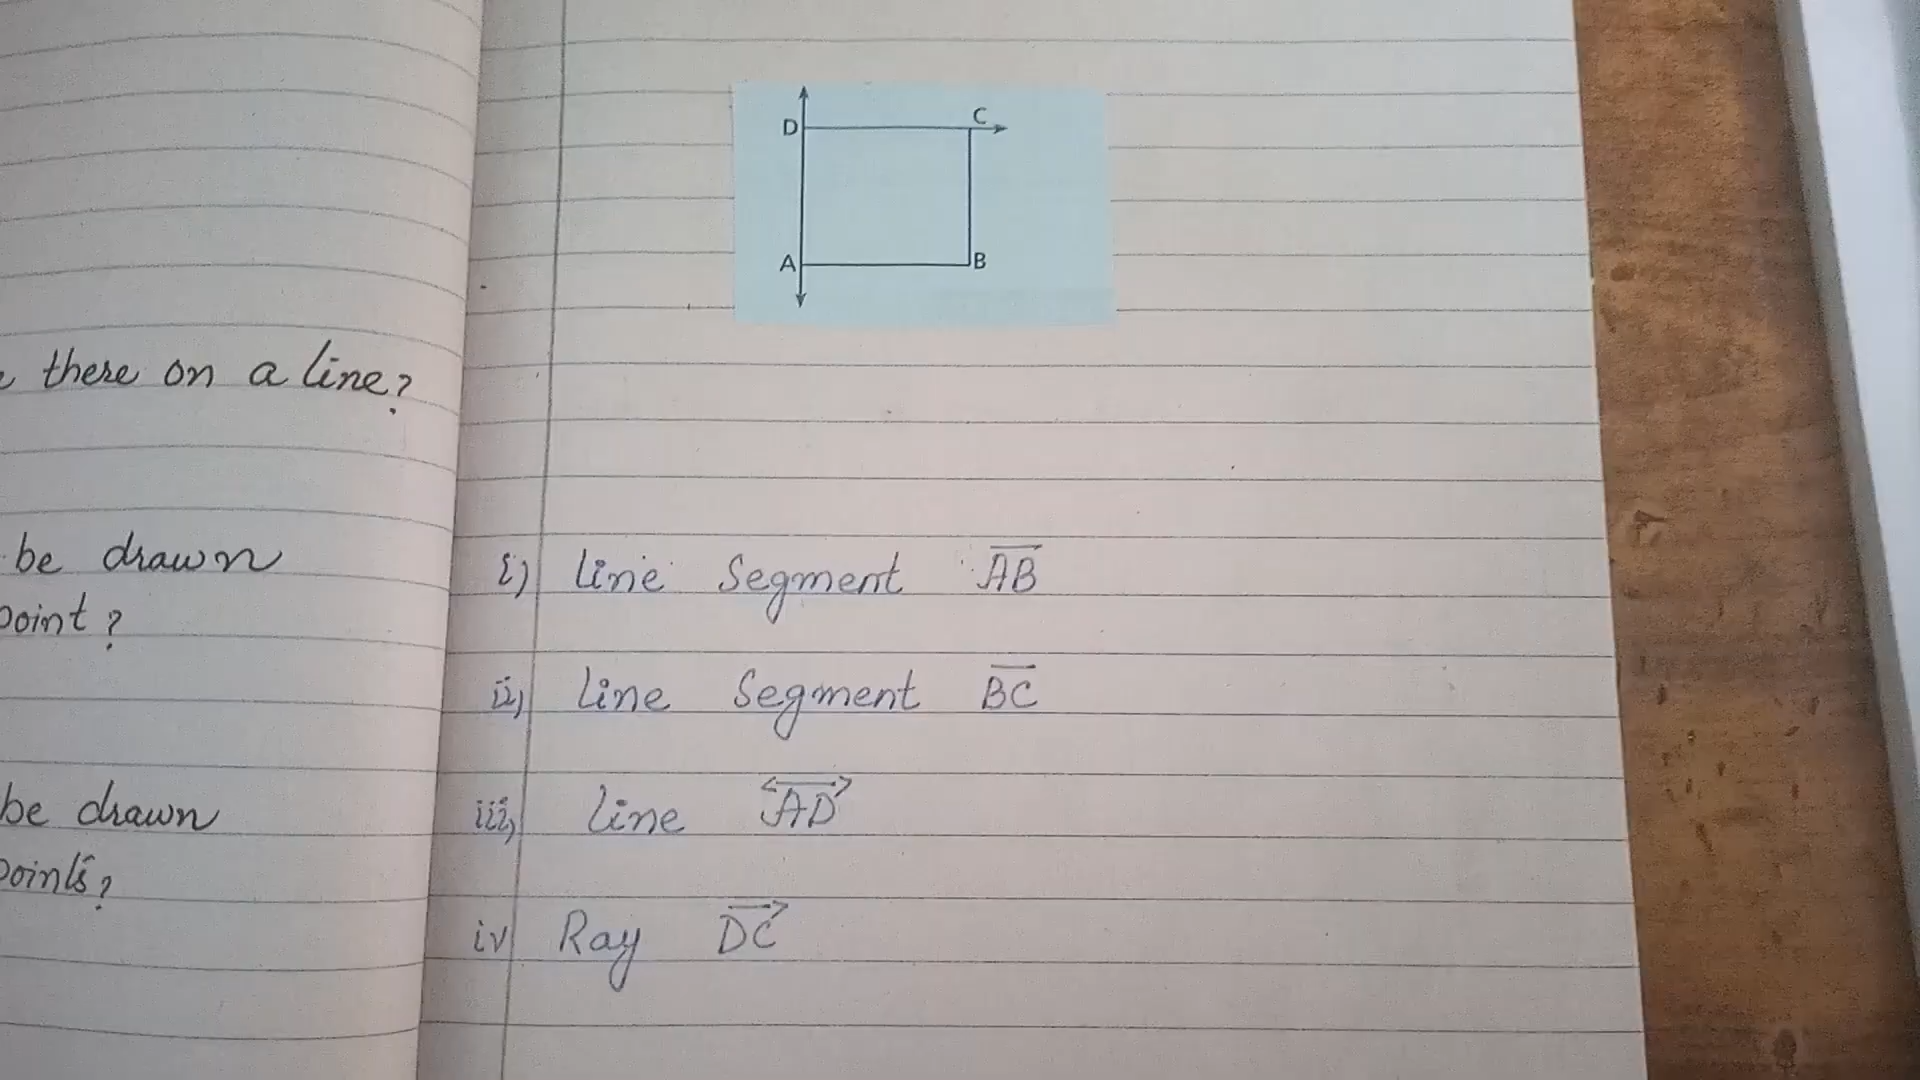 there on a line?
be drawn
point?
be drawn
points?
D C
A B
i) line Segment AB
ii) line Segment BC
iii) line AD
iv) Ray DC